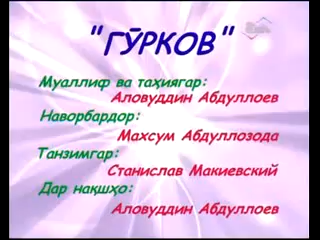 "ГӮРКОВ"
Муаллиф ва таҳиягар:
Аловуддин Абдуллоев
Наворбардор:
Махсум Абдуллозода
Танзимгар:
Станислав Макиевский
Дар нақшҳо:
Аловуддин Абдуллоев